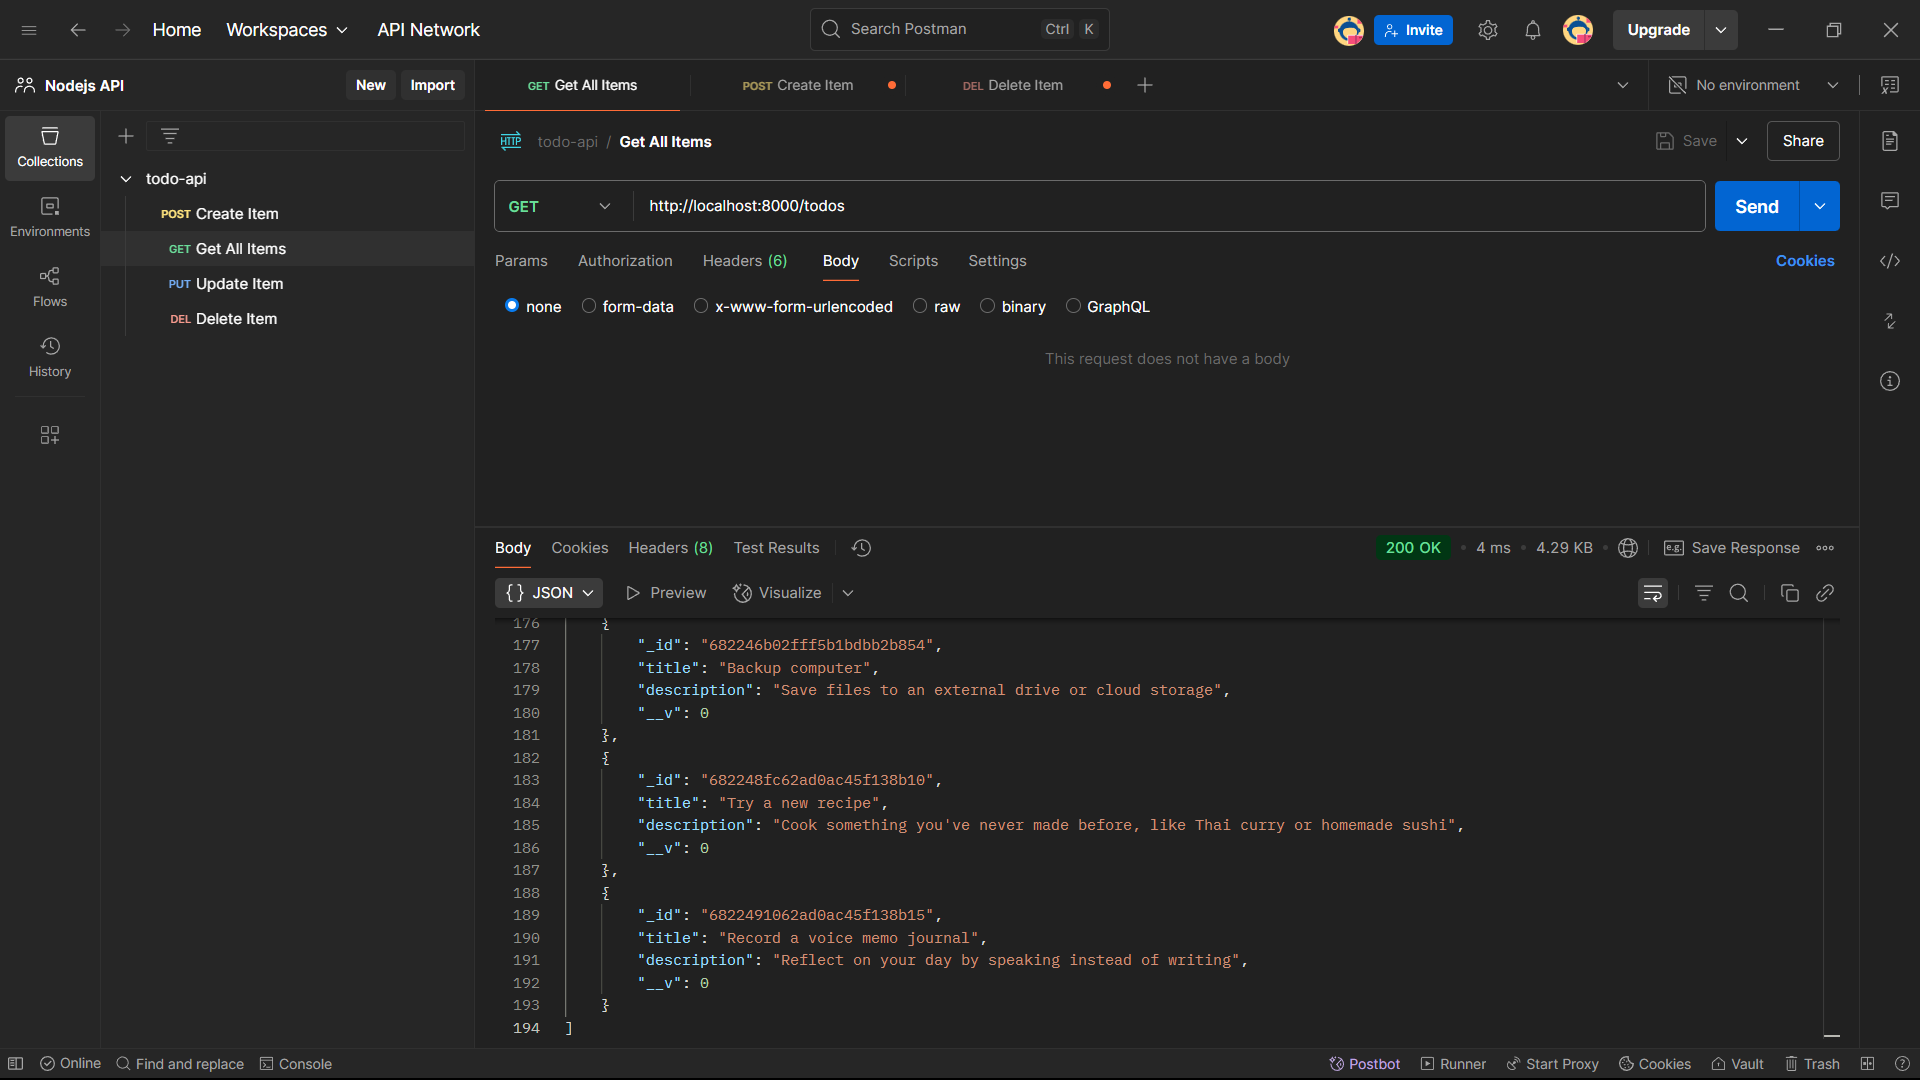 Home Workspaces API Network Search Postman Ctrl K Invite Upgrade
Nodejs API New Import GET Get All Items POST Create Item DEL Delete Item No environment
Collections
todo-api
POST Create Item
GET Get All Items
PUT Update Item
DEL Delete Item
Environments
Flows
History
HTTP todo-api / Get All Items Save Share
GET http://localhost:8000/todos Send
Params Authorization Headers (6) Body Scripts Settings Cookies
none form-data x-www-form-urlencoded raw binary GraphQL
This request does not have a body
Body Cookies Headers (8) Test Results 200 OK • 4 ms • 4.29 KB • e.g. Save Response
{} JSON Preview Visualize
176 {
177 "_id": "682246b02fff5b1bdbb2b854",
178 "title": "Backup computer",
179 "description": "Save files to an external drive or cloud storage",
180 "__v": 0
181 },
182 {
183 "_id": "682248fc62ad0ac45f138b10",
184 "title": "Try a new recipe",
185 "description": "Cook something you've never made before, like Thai curry or homemade sushi",
186 "__v": 0
187 },
188 {
189 "_id": "6822491062ad0ac45f138b15",
190 "title": "Record a voice memo journal",
191 "description": "Reflect on your day by speaking instead of writing",
192 "__v": 0
193 }
194 ]
Online Find and replace Console Postbot Runner Start Proxy Cookies Vault Trash